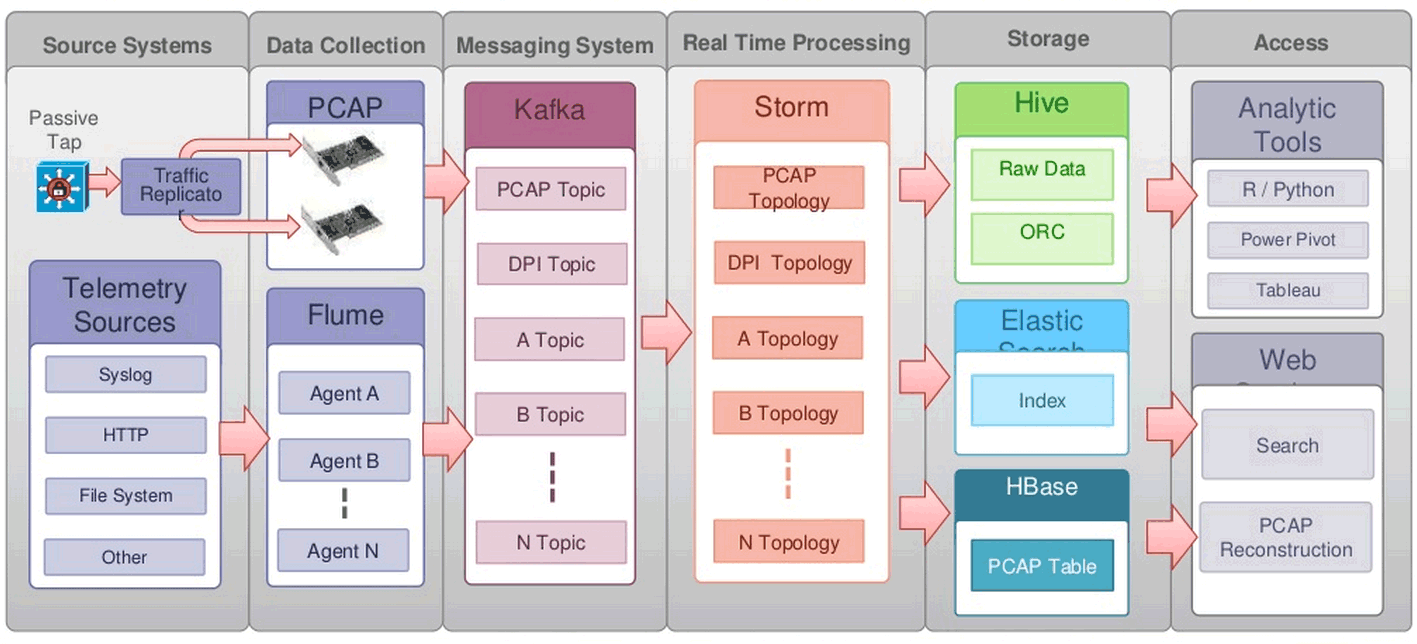 Source Systems
Data Collection
Messaging System
Real Time Processing
Storage
Access
Passive
Tap
Traffic
Replicato
r
Telemetry
Sources
Syslog
HTTP
File System
Other
PCAP
Flume
Agent A
Agent B
Agent N
Kafka
PCAP Topic
DPI Topic
A Topic
B Topic
N Topic
Storm
PCAP
Topology
DPI Topology
A Topology
B Topology
N Topology
Hive
Raw Data
ORC
Elastic
Search
Index
HBase
PCAP Table
Analytic
Tools
R / Python
Power Pivot
Tableau
Web
Search
PCAP
Reconstruction